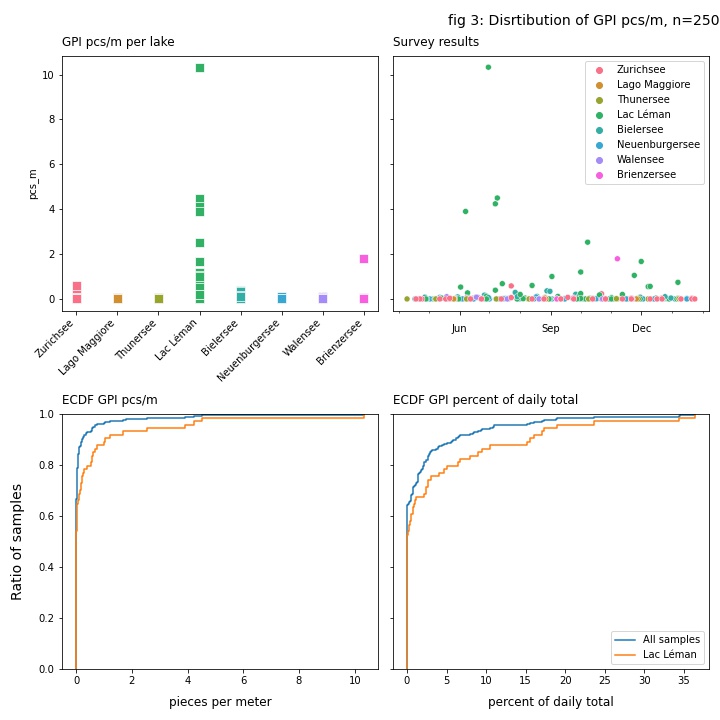 fig 3: Disrtibution of GPI pcs/m, n=250
GPI pcs/m per lake
Survey results
pcs_m
10
8
6
4
2
0
Zurichsee
Lago Maggiore
Thunersee
Lac Léman
Bielersee
Neuenburgersee
Walensee
Brienzersee
Zurichsee
Lago Maggiore
Thunersee
Lac Léman
Bielersee
Neuenburgersee
Walensee
Brienzersee
Jun
Sep
Dec
ECDF GPI pcs/m
ECDF GPI percent of daily total
Ratio of samples
1.0
0.8
0.6
0.4
0.2
0.0
0
2
4
6
8
10
pieces per meter
All samples
Lac Léman
0
5
10
15
20
25
30
35
percent of daily total